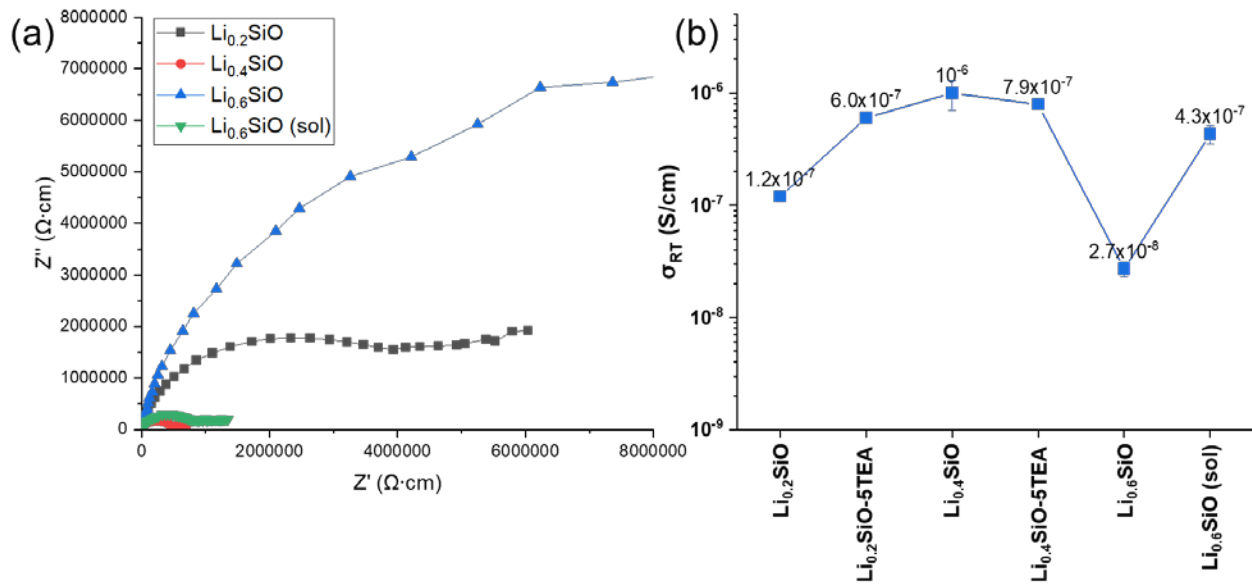 (a)
Li0.2SiO
Li0.4SiO
Li0.6SiO
Li0.6SiO (sol)
8000000
7000000
6000000
5000000
4000000
3000000
2000000
1000000
0
Z'' (Ω·cm)
0
2000000
4000000
6000000
8000000
Z' (Ω·cm)
(b)
10-6
10-7
10-8
10-9
σRT (S/cm)
1.2x10-7
6.0x10-7
10-6
7.9x10-7
2.7x10-8
4.3x10-7
Li0.2SiO
Li0.2SiO-5TEA
Li0.4SiO
Li0.4SiO-5TEA
Li0.6SiO
Li0.6SiO (sol)